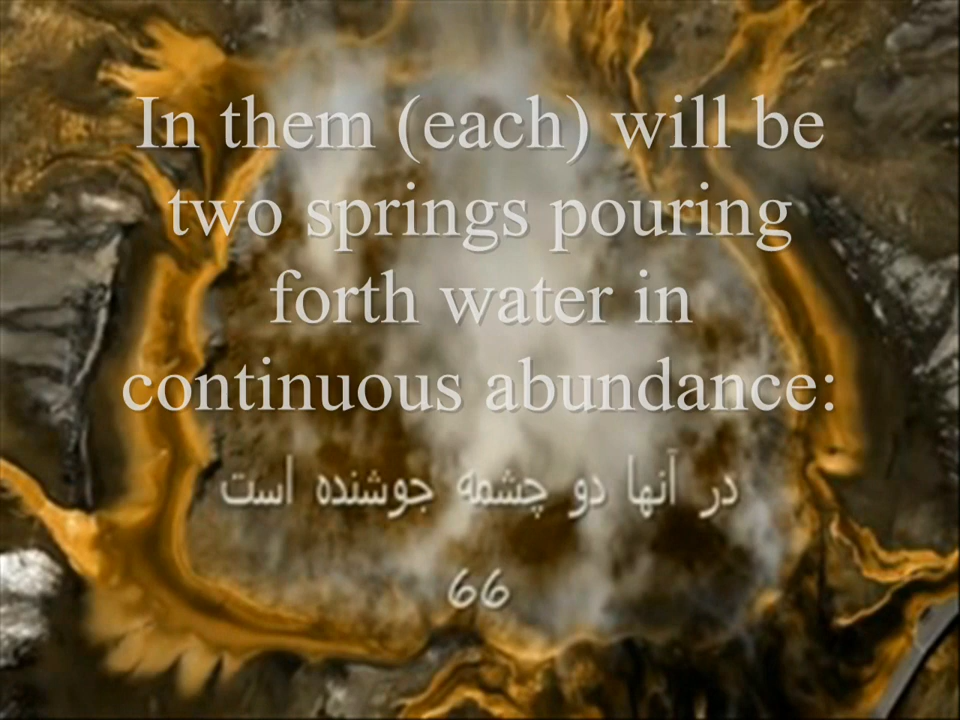 In them (each) will be
two springs pouring
forth water in
continuous abundance:
در آنها دو چشمه جوشنده است
66